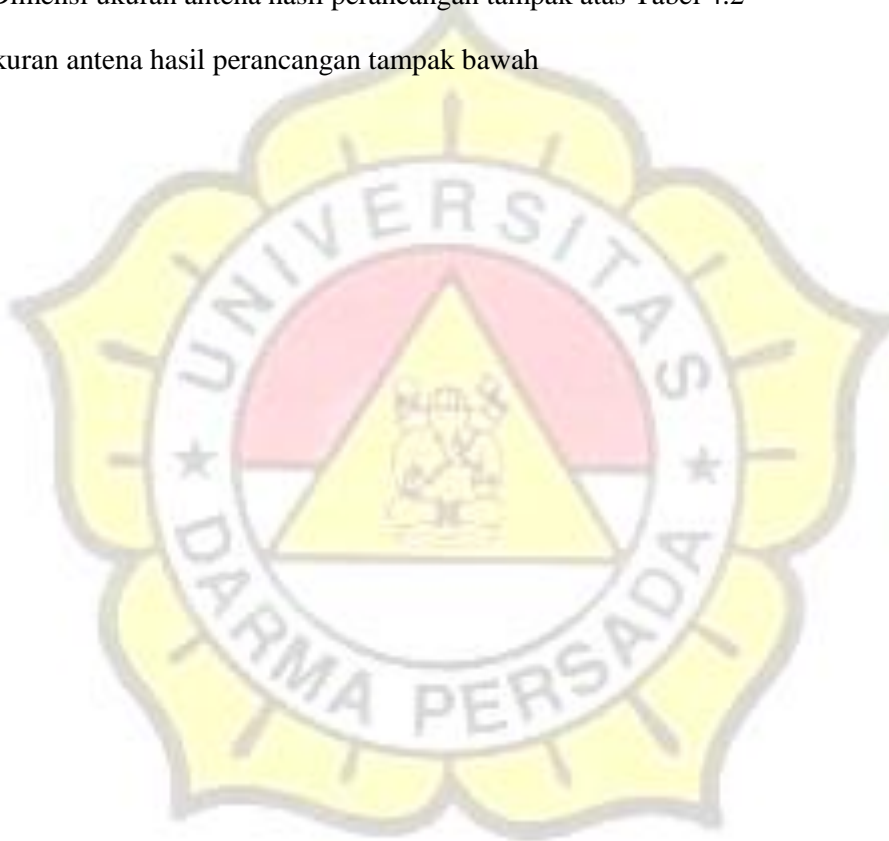 Dimensi ukuran antena hasil perancangan tampak atas Tabel 4.2
kuran antena hasil perancangan tampak bawah
UNIVERSITAS
★ DARMA PERSADA ★